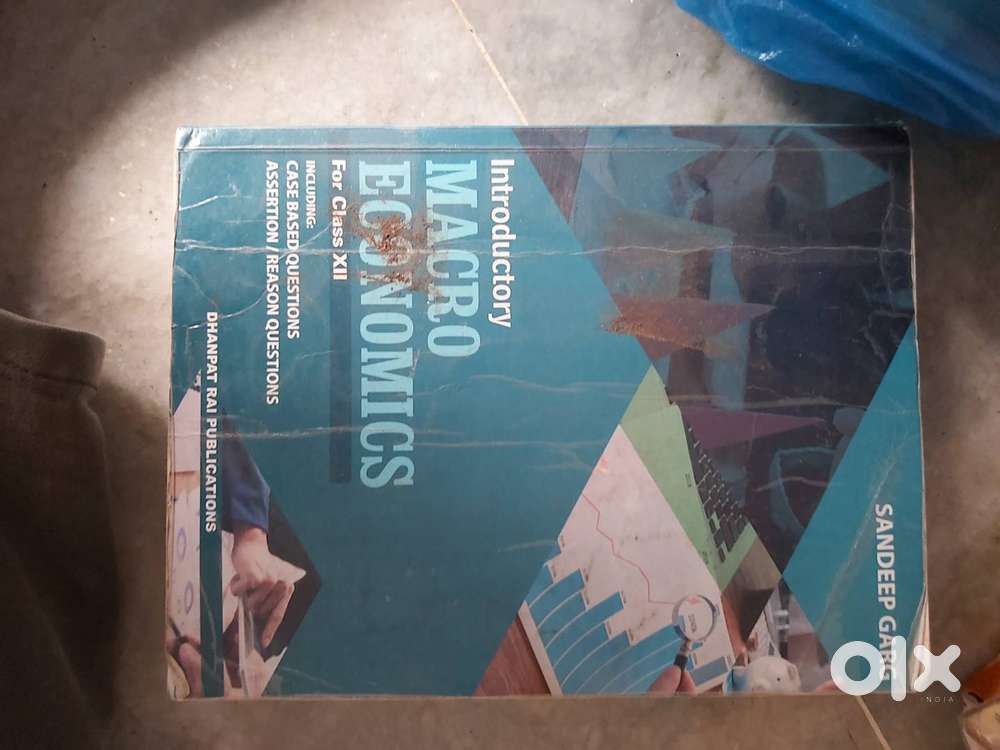 SANDEEP GARG
Introductory
MACRO
ECONOMICS
For Class XII
INCLUDING:
CASE BASED QUESTIONS
ASSERTION / REASON QUESTIONS
DHANPAT RAI PUBLICATIONS
olx
INDIA